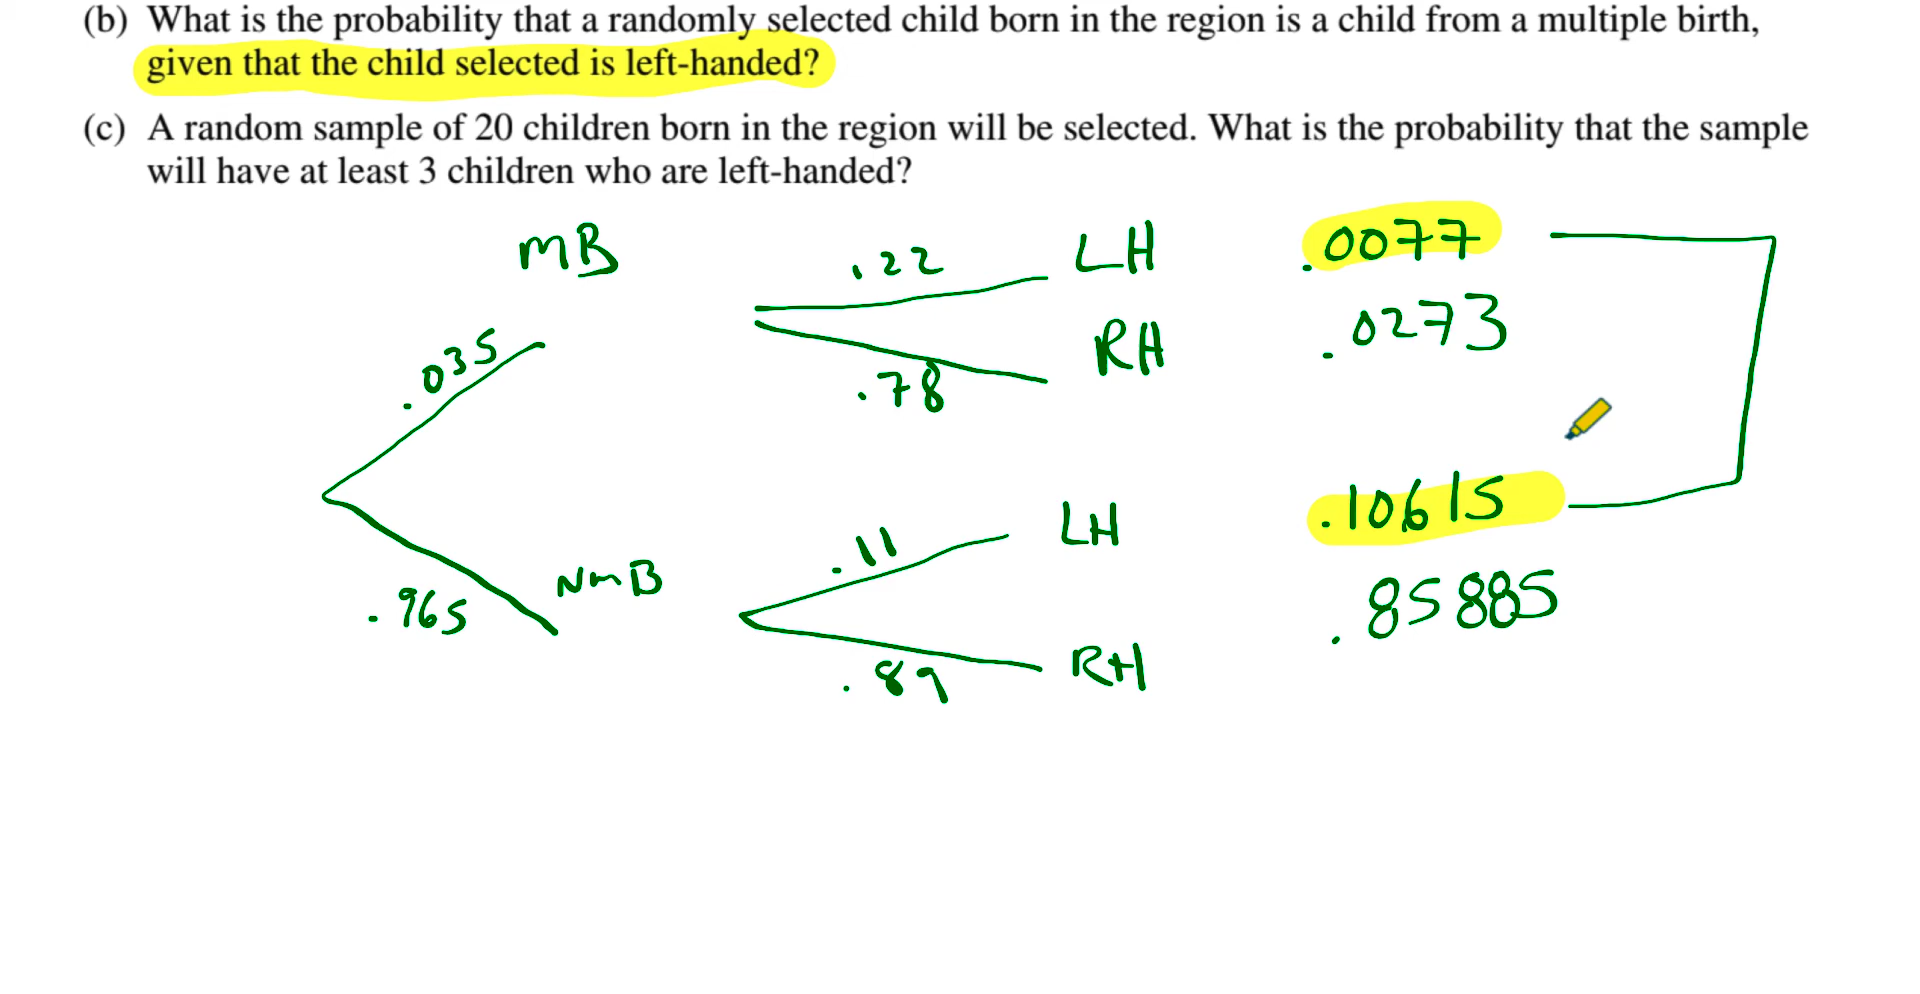 (b) What is the probability that a randomly selected child born in the region is a child from a multiple birth,
given that the child selected is left-handed?
(c) A random sample of 20 children born in the region will be selected. What is the probability that the sample
will have at least 3 children who are left-handed?
MB
.22
LH
.0077
.035
RH
.0273
.78
LH
.10615
.11
NMB
.965
.85885
RH
.89